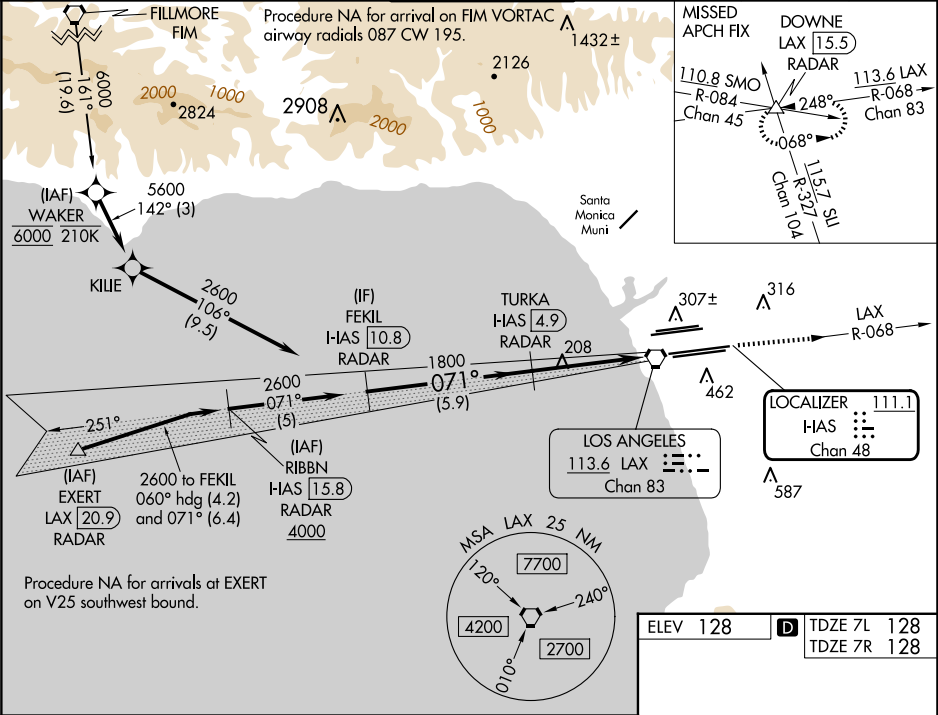 FILLMORE
FIM
Procedure NA for arrival on FIM VORTAC
airway radials 087 CW 195.
1432±
2126
6000
161°
(19.6)
2000
1000
2824
2908
2000
1000
MISSED
APCH FIX
DOWNE
LAX 15.5
RADAR
110.8 SMO
R-084
Chan 45
113.6 LAX
R-068
Chan 83
248°
068°
115.7 SLI
R-327
Chan 104
(IAF)
WAKER
6000 210K
5600
142° (3)
KILIE
2600
106°
(9.5)
Santa
Monica
Muni
(IF)
FEKIL
I-IAS 10.8
RADAR
TURKA
I-IAS 4.9
RADAR
307±
316
208
LAX
R-068
1800
071°
(5.9)
2600
071°
(5)
251°
462
LOCALIZER 111.1
I-IAS
Chan 48
LOS ANGELES
113.6 LAX
Chan 83
587
(IAF)
EXERT
LAX 20.9
RADAR
2600 to FEKIL
060° hdg (4.2)
and 071° (6.4)
(IAF)
RIBBN
I-IAS 15.8
RADAR
4000
Procedure NA for arrivals at EXERT
on V25 southwest bound.
MSA LAX 25 NM
7700
120°
240°
4200
2700
010°
ELEV 128
D
TDZE 7L 128
TDZE 7R 128